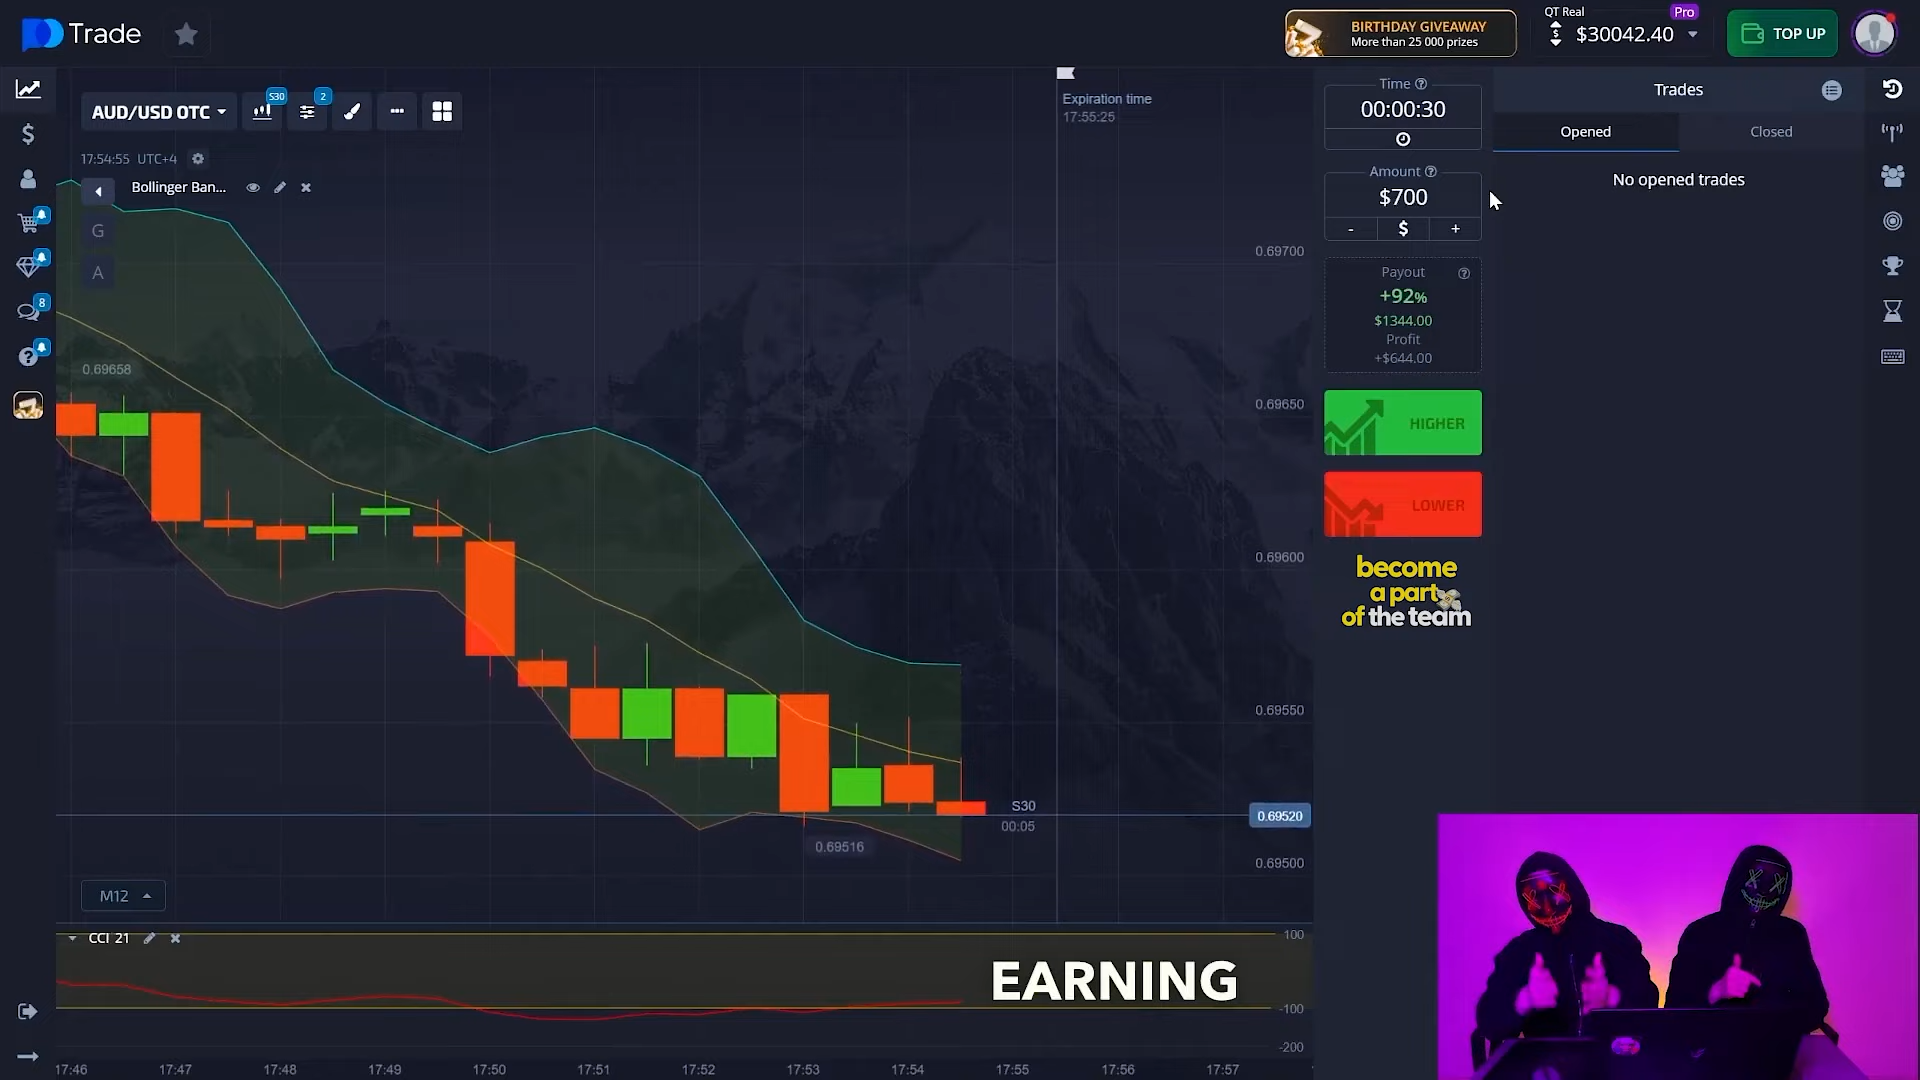 Trade
BIRTHDAY GIVEAWAY
More than 25 000 prizes
QT Real
Pro
$30042.40
TOP UP
AUD/USD OTC
S30
2
17:54:55 UTC+4
Bollinger Ban...
G
A
Expiration time
17:55:25
Time
00:00:30
Amount
$700
- $ +
Payout
+92%
$1344.00
Profit
+$644.00
HIGHER
LOWER
become
a part
of the team
Trades
Opened
Closed
No opened trades
8
0.69700
0.69658
0.69650
0.69600
0.69550
S30
00:05
0.69520
0.69516
0.69500
M12
CCI 21
100
-100
-200
EARNING
17:46 17:47 17:48 17:49 17:50 17:51 17:52 17:53 17:54 17:55 17:56 17:57